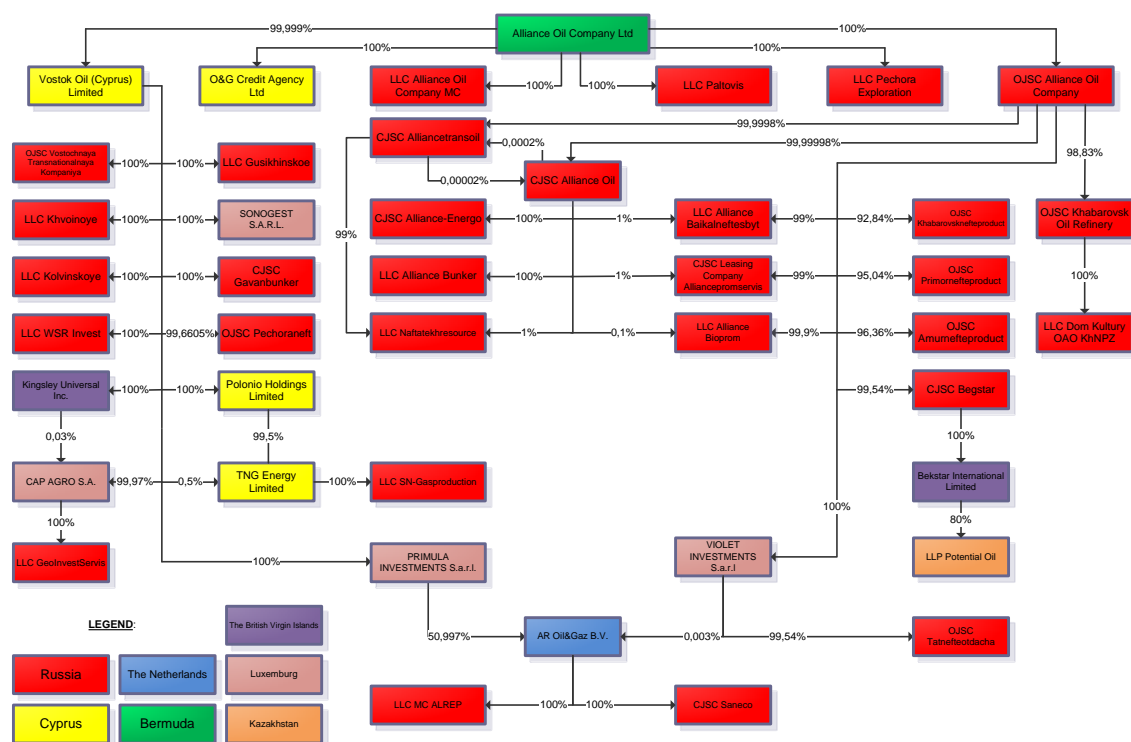 99,999%
Alliance Oil Company Ltd
100%
100%
100%
Vostok Oil (Cyprus)
Limited
O&G Credit Agency
Ltd
LLC Alliance Oil
Company MC
100%
100%
LLC Paltovis
LLC Pechora
Exploration
OJSC Alliance Oil
Company
99,9998%
CJSC Alliancetransoil
0,0002%
99,99998%
98,83%
OJSC Vostochnaya
Transnationalnaya
Kompaniya
100%
100%
LLC Gusikhinskoe
0,00002%
CJSC Alliance Oil
LLC Khvoinoye
100%
100%
SONOGEST
S.A.R.L.
99%
CJSC Alliance-Energo
100%
1%
LLC Alliance
Baikalneftesbyt
99%
92,84%
OJSC
Khabarovsknefteproduct
OJSC Khabarovsk
Oil Refinery
LLC Kolvinskoye
100%
100%
CJSC
Gavanbunker
LLC Alliance Bunker
100%
1%
CJSC Leasing
Company
Alliancepromservis
99%
95,04%
OJSC
Primornefteproduct
100%
LLC WSR Invest
100%
99,6605%
OJSC Pechoraneft
LLC Naftatekhresource
1%
0,1%
LLC Alliance
Bioprom
99,9%
96,36%
OJSC
Amurnefteproduct
LLC Dom Kultury
OAO KhNPZ
Kingsley Universal
Inc.
100%
100%
Polonio Holdings
Limited
99,54%
CJSC Begstar
0,03%
99,5%
100%
CAP AGRO S.A.
99,97%
0,5%
TNG Energy
Limited
100%
LLC SN-Gasproduction
Bekstar International
Limited
100%
100%
80%
LLC GeoInvestServis
100%
PRIMULA
INVESTMENTS S.a.r.l.
VIOLET
INVESTMENTS
S.a.r.l
LLP Potential Oil
LEGEND:
The British Virgin Islands
50,997%
AR Oil&Gaz B.V.
0,003%
99,54%
OJSC
Tatnefteotdacha
Russia
The Netherlands
Luxemburg
LLC MC ALREP
100%
100%
CJSC Saneco
Cyprus
Bermuda
Kazakhstan